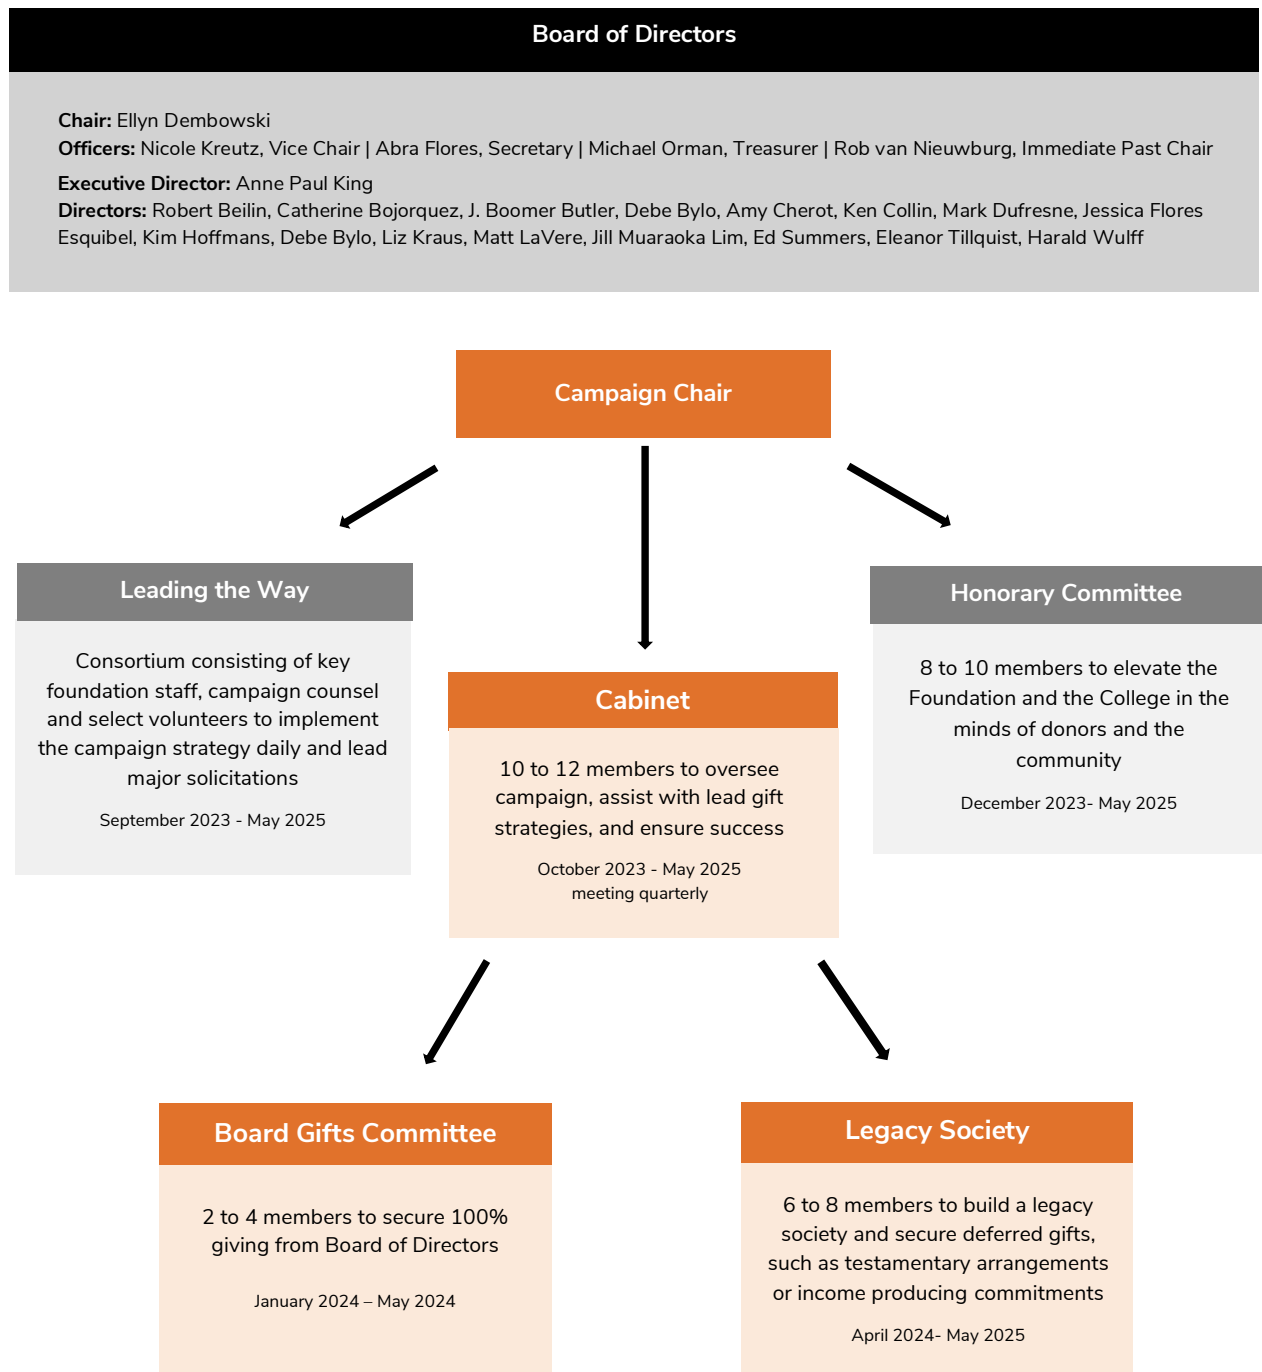 Board of Directors
Chair: Ellyn Dembowski
Officers: Nicole Kreutz, Vice Chair | Abra Flores, Secretary | Michael Orman, Treasurer | Rob van Nieuwburg, Immediate Past Chair
Executive Director: Anne Paul King
Directors: Robert Beilin, Catherine Bojorquez, J. Boomer Butler, Debe Bylo, Amy Cherot, Ken Collin, Mark Dufresne, Jessica Flores
Esquibel, Kim Hoffmans, Debe Bylo, Liz Kraus, Matt LaVere, Jill Muaraoka Lim, Ed Summers, Eleanor Tillquist, Harald Wulff
Campaign Chair
Leading the Way
Consortium consisting of key
foundation staff, campaign counsel
and select volunteers to implement
the campaign strategy daily and lead
major solicitations
September 2023 - May 2025
Cabinet
10 to 12 members to oversee
campaign, assist with lead gift
strategies, and ensure success
October 2023 - May 2025
meeting quarterly
Honorary Committee
8 to 10 members to elevate the
Foundation and the College in the
minds of donors and the
community
December 2023- May 2025
Board Gifts Committee
2 to 4 members to secure 100%
giving from Board of Directors
January 2024 – May 2024
Legacy Society
6 to 8 members to build a legacy
society and secure deferred gifts,
such as testamentary arrangements
or income producing commitments
April 2024- May 2025